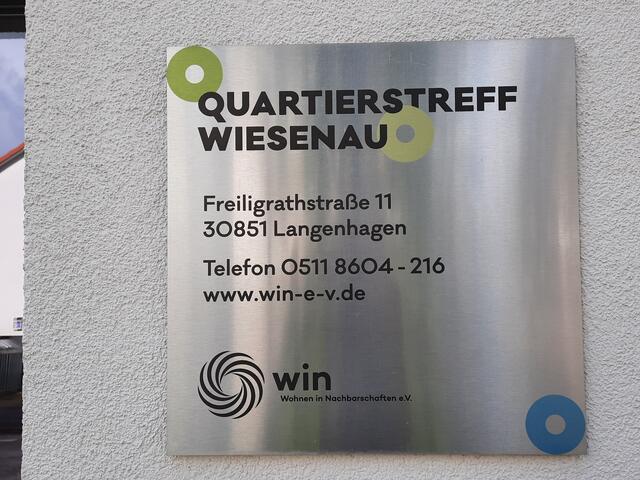 QUARTIERSTREFF
WIESENAU
Freiligrathstraße 11
30851 Langenhagen
Telefon 0511 8604 - 216
www.win-e-v.de
win
Wohnen in Nachbarschaften e.V.